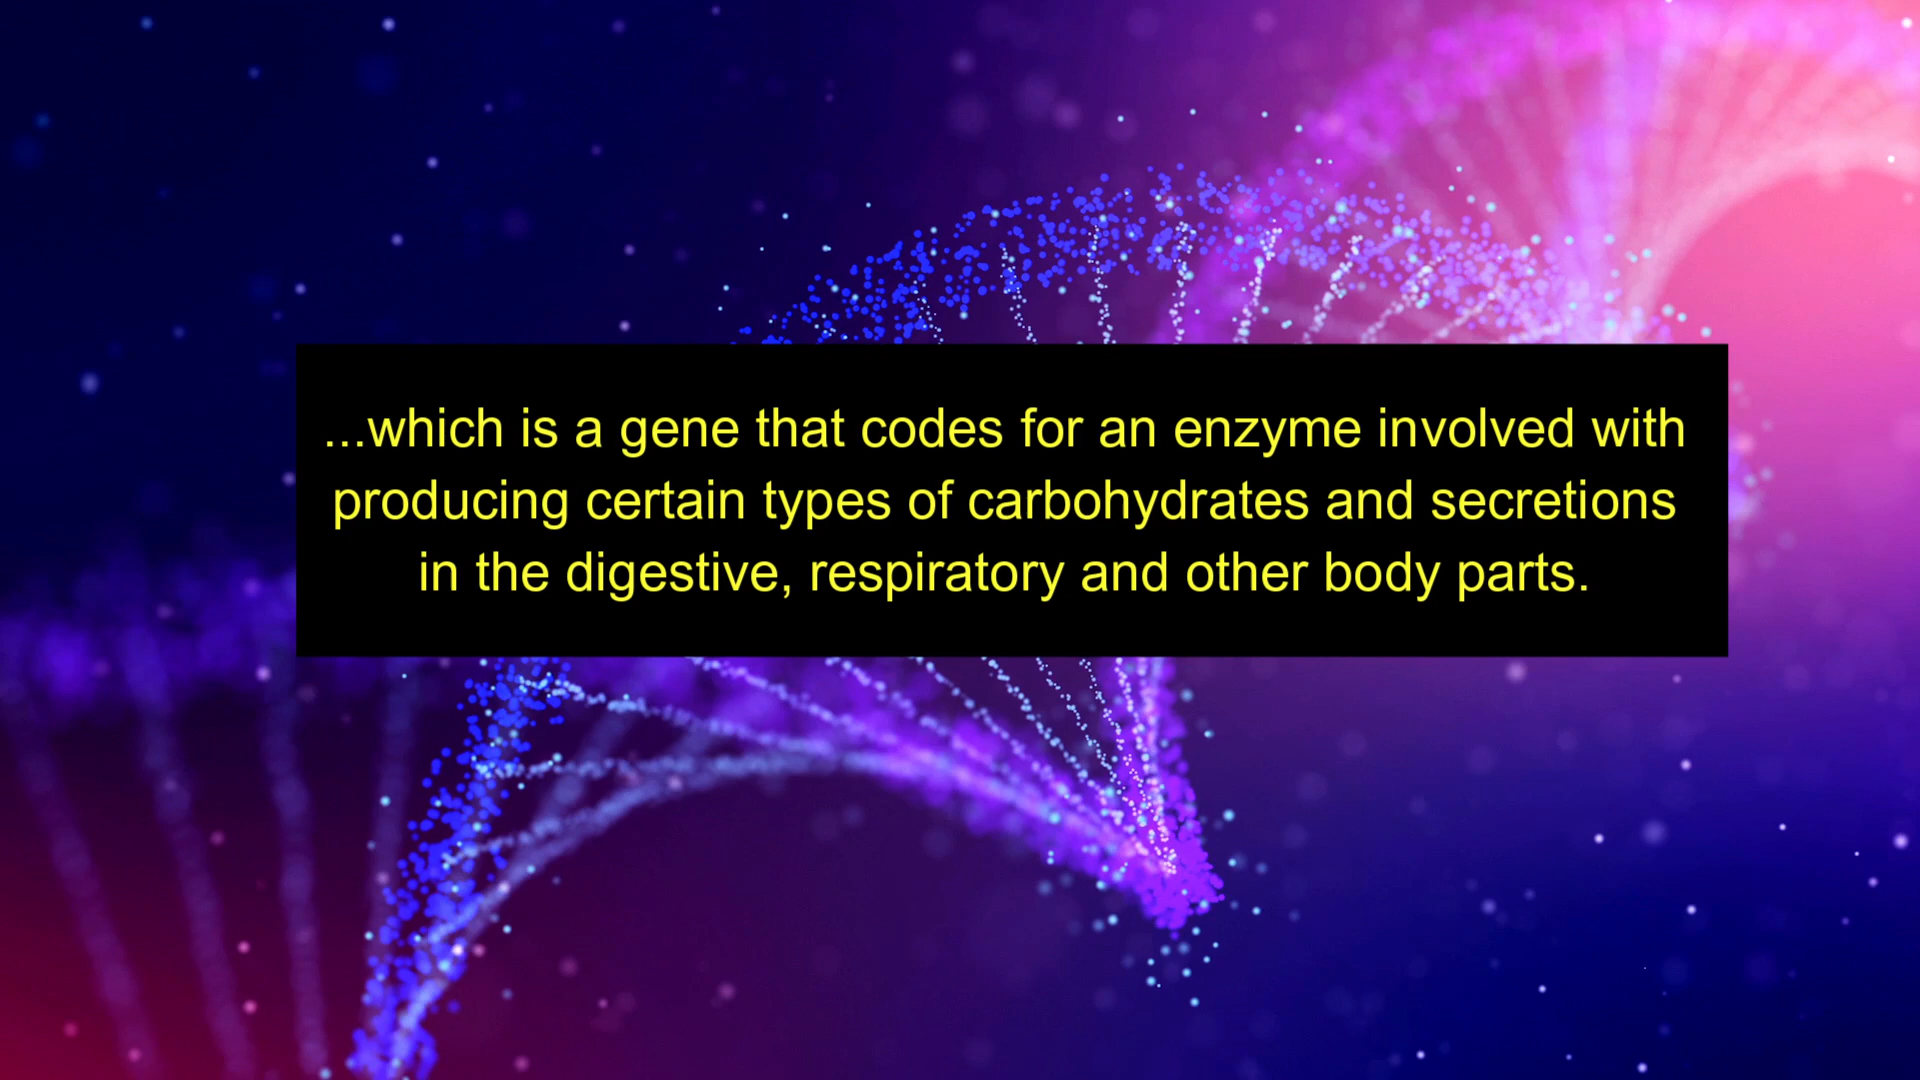 ...which is a gene that codes for an enzyme involved with
producing certain types of carbohydrates and secretions
in the digestive, respiratory and other body parts.